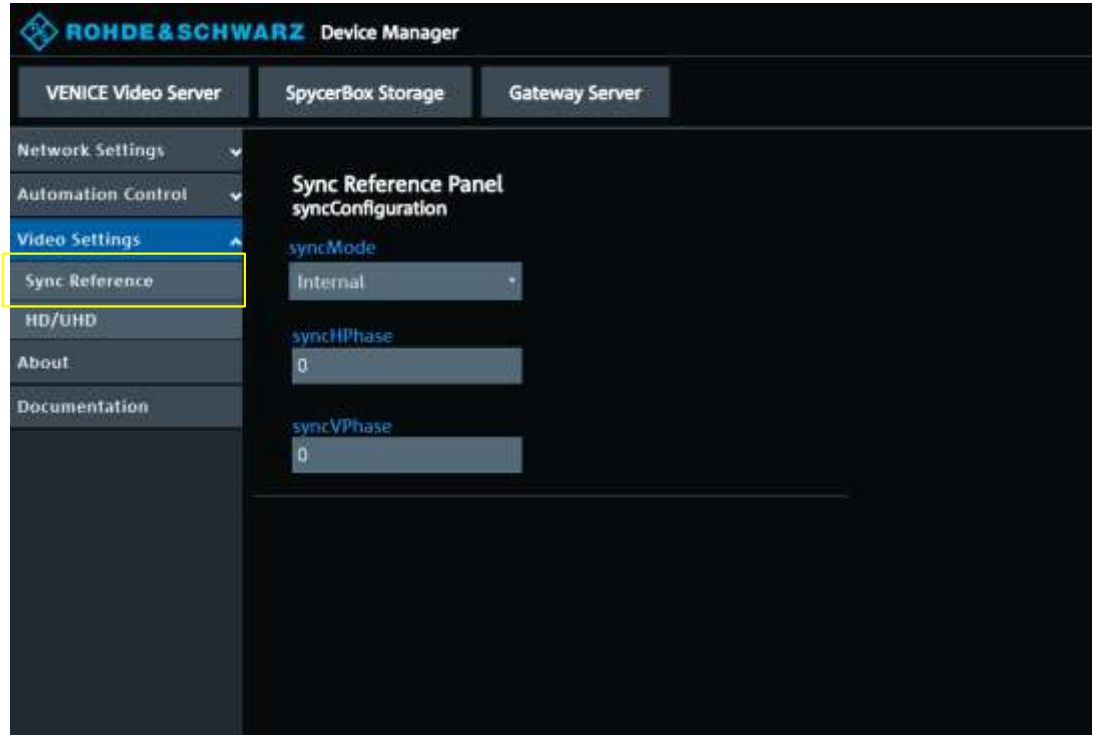 ROHDE & SCHWARZ Device Manager
VENICE Video Server SpycerBox Storage Gateway Server
Network Settings
Automation Control
Video Settings
Sync Reference
HD/UHD
About
Documentation
Sync Reference Panel
syncConfiguration
syncMode
Internal
syncHPhase
0
syncVPhase
0